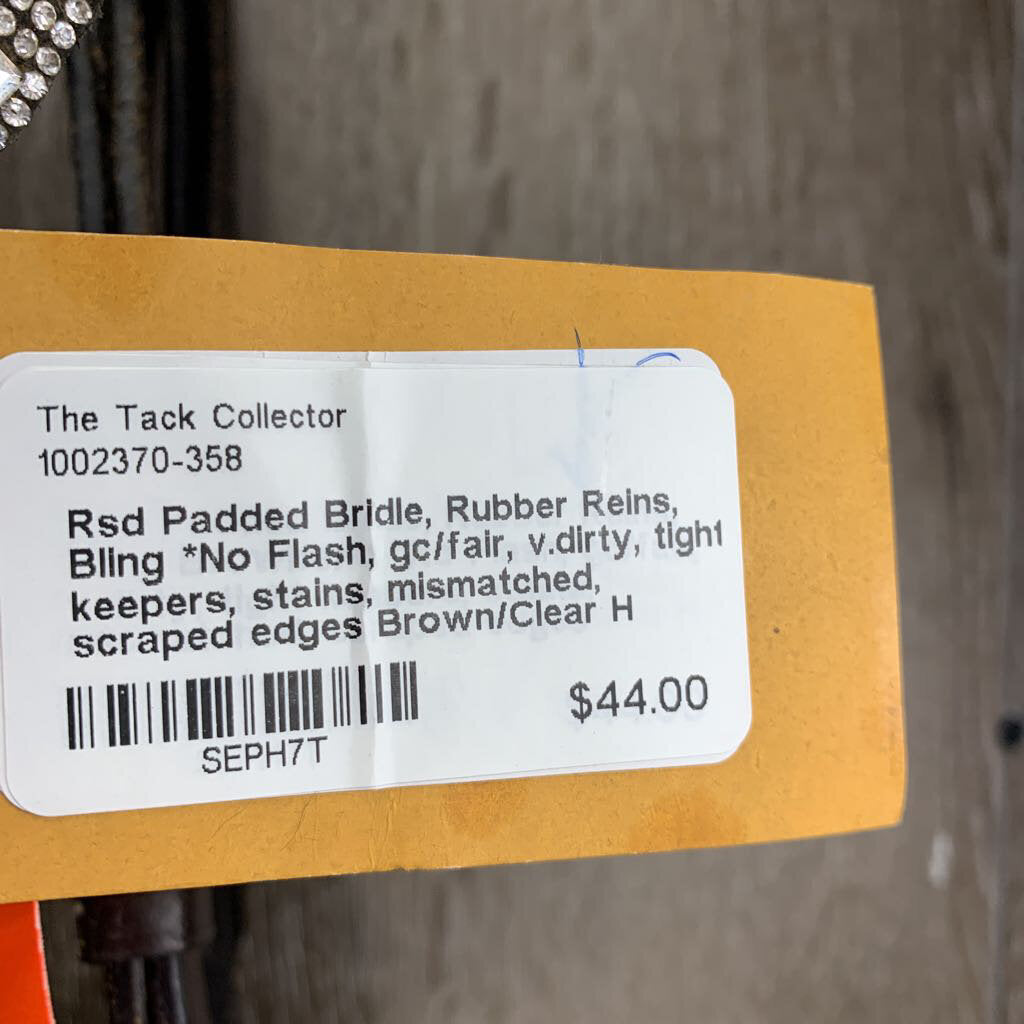 The Tack Collector
1002370-358
Rsd Padded Bridle, Rubber Reins,
Bling *No Flash, gc/fair, v.dirty, tight
keepers, stains, mismatched,
scraped edges Brown/Clear H
$44.00
SEPH7T